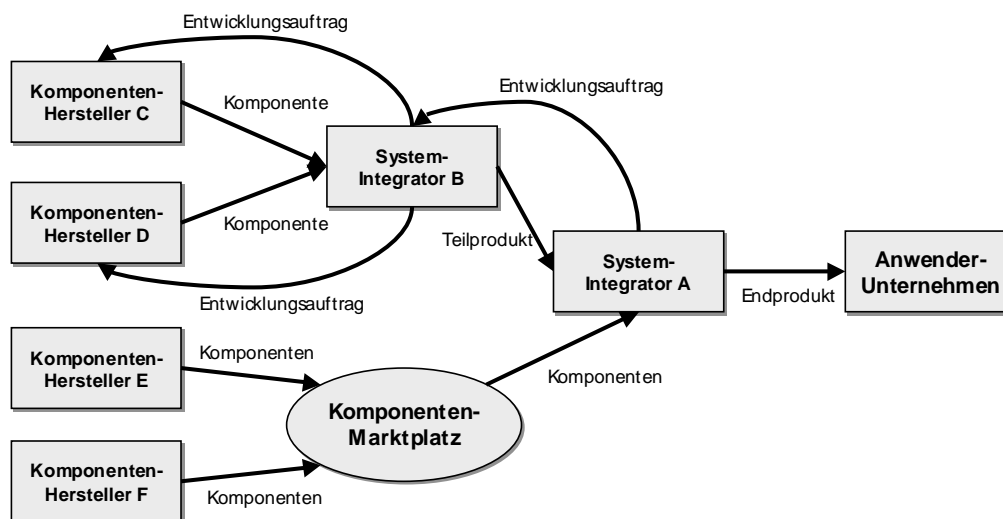 Entwicklungsauftrag
Komponenten-
Hersteller C
Komponente
Entwicklungsauftrag
System-
Integrator B
Komponenten-
Hersteller D
Komponente
Teilprodukt
Entwicklungsauftrag
System-
Integrator A
Endprodukt
Anwender-
Unternehmen
Komponenten-
Hersteller E
Komponenten
Komponenten-
Marktplatz
Komponenten
Komponenten-
Hersteller F
Komponenten